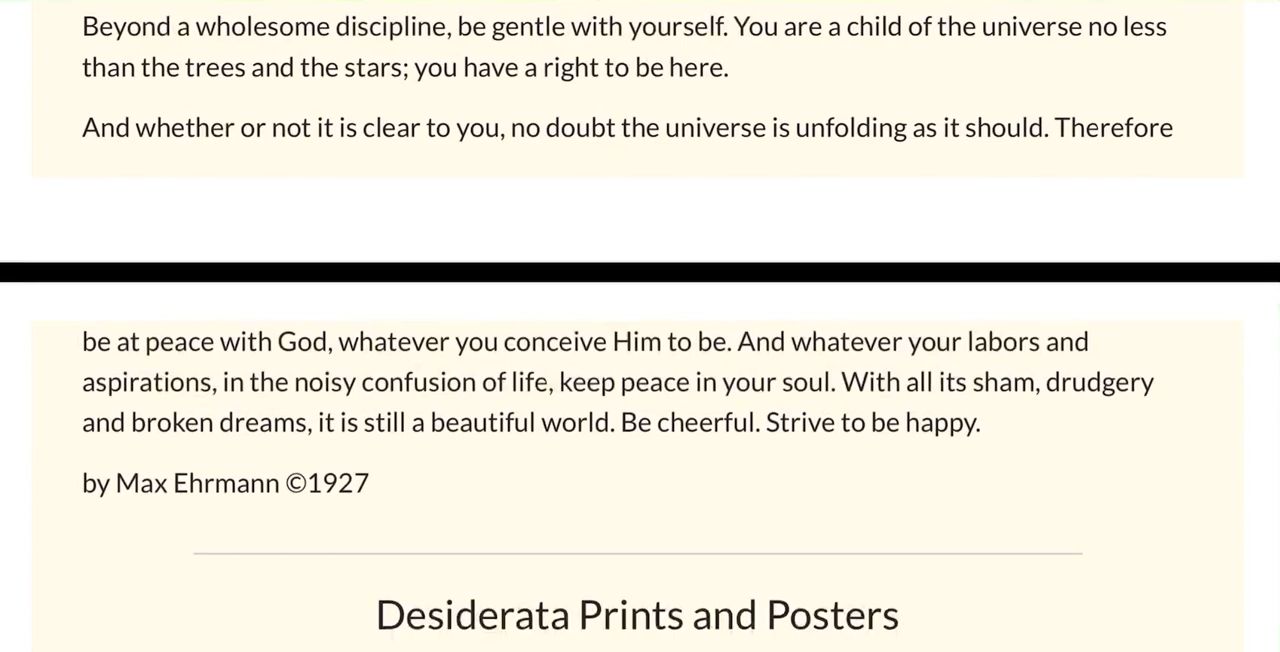 Beyond a wholesome discipline, be gentle with yourself. You are a child of the universe no less
than the trees and the stars; you have a right to be here.
And whether or not it is clear to you, no doubt the universe is unfolding as it should. Therefore
be at peace with God, whatever you conceive Him to be. And whatever your labors and
aspirations, in the noisy confusion of life, keep peace in your soul. With all its sham, drudgery
and broken dreams, it is still a beautiful world. Be cheerful. Strive to be happy.
by Max Ehrmann ©1927
Desiderata Prints and Posters